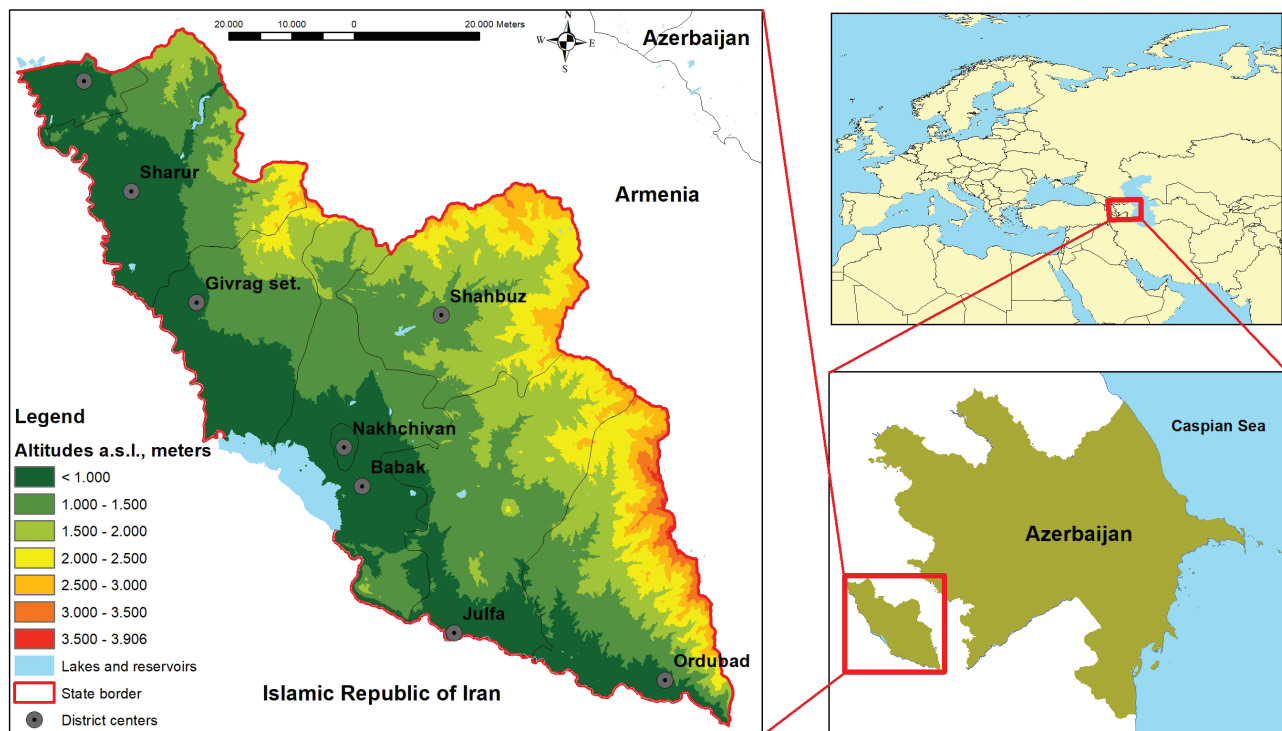 20.000
10.000
0
20.000 Meters
N
W
E
S
Azerbaijan
Sharur
Armenia
Givrag set.
Shahbuz
Nakhchivan
Babak
Julfa
Ordubad
Islamic Republic of Iran
Legend
Altitudes a.s.l., meters
< 1.000
1.000 - 1.500
1.500 - 2.000
2.000 - 2.500
2.500 - 3.000
3.000 - 3.500
3.500 - 3.906
Lakes and reservoirs
State border
District centers
Caspian Sea
Azerbaijan